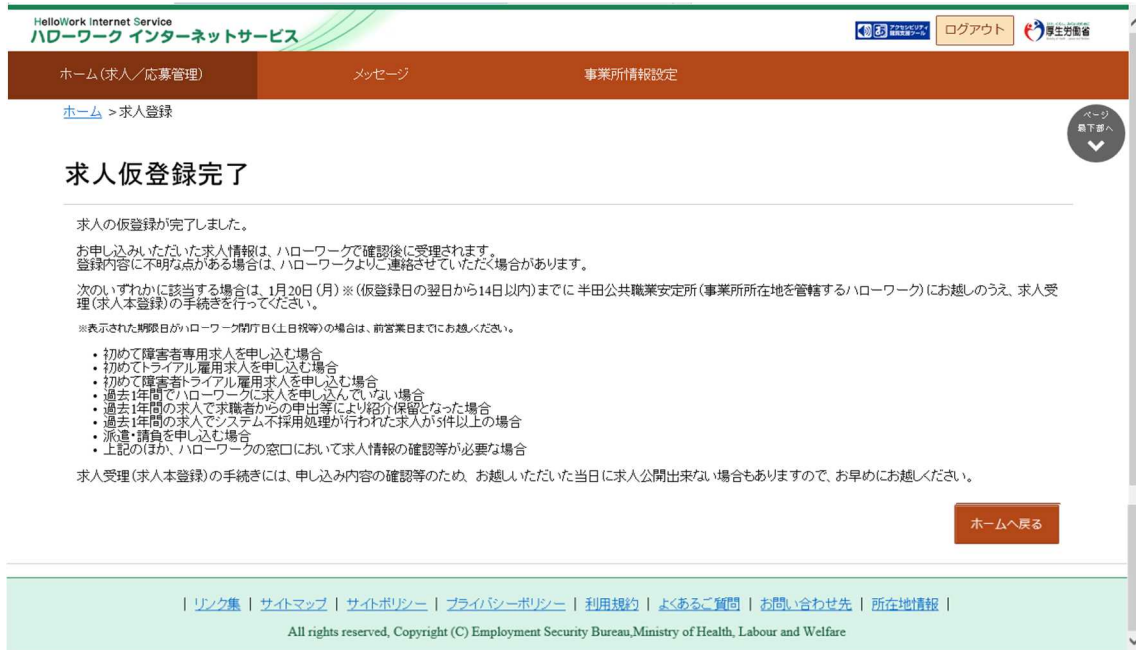 HelloWork Internet Service
ハローワーク インターネットサービス
ログアウト
厚生労働省
ホーム(求人/応募管理)
メッセージ
事業所情報設定
ホーム >求人登録
ページ
最下部へ
求人仮登録完了
求人の仮登録が完了しました。
お申し込みいただいた求人情報は、ハローワークで確認後に受理されます。
登録内容に不明な点がある場合は、ハローワークよりご連絡させていただく場合があります。
次のいずれかに該当する場合は、1月20日(月)※(仮登録日の翌日から14日以内)までに 半田公共職業安定所(事業所所在地を管轄するハローワーク)にお越しのうえ、求人受
理(求人本登録)の手続きを行ってください。
※表示された期限日がハローワーク閉庁日(土日祝等)の場合は、前営業日までにお越しください。
・初めて障害者専用求人を申し込む場合
・初めてトライアル雇用求人を申し込む場合
・初めて障害者トライアル雇用求人を申し込む場合
・過去1年間でハローワークに求人を申し込んでいない場合
・過去1年間の求人で求職者からの申出等により紹介保留となった場合
・過去1年間の求人でシステム不採用処理が行われた求人が5件以上の場合
・派遣・請負を申し込む場合
・上記のほか、ハローワークの窓口において求人情報の確認等が必要な場合
求人受理(求人本登録)の手続きには、申し込み内容の確認等のため、お越しいただいた当日に求人公開出来ない場合もありますので、お早めにお越しください。
ホームへ戻る
| リンク集 | サイトマップ | サイトポリシー | プライバシーポリシー | 利用規約 | よくあるご質問 | お問い合わせ先 | 所在地情報 |
All rights reserved, Copyright (C) Employment Security Bureau,Ministry of Health, Labour and Welfare